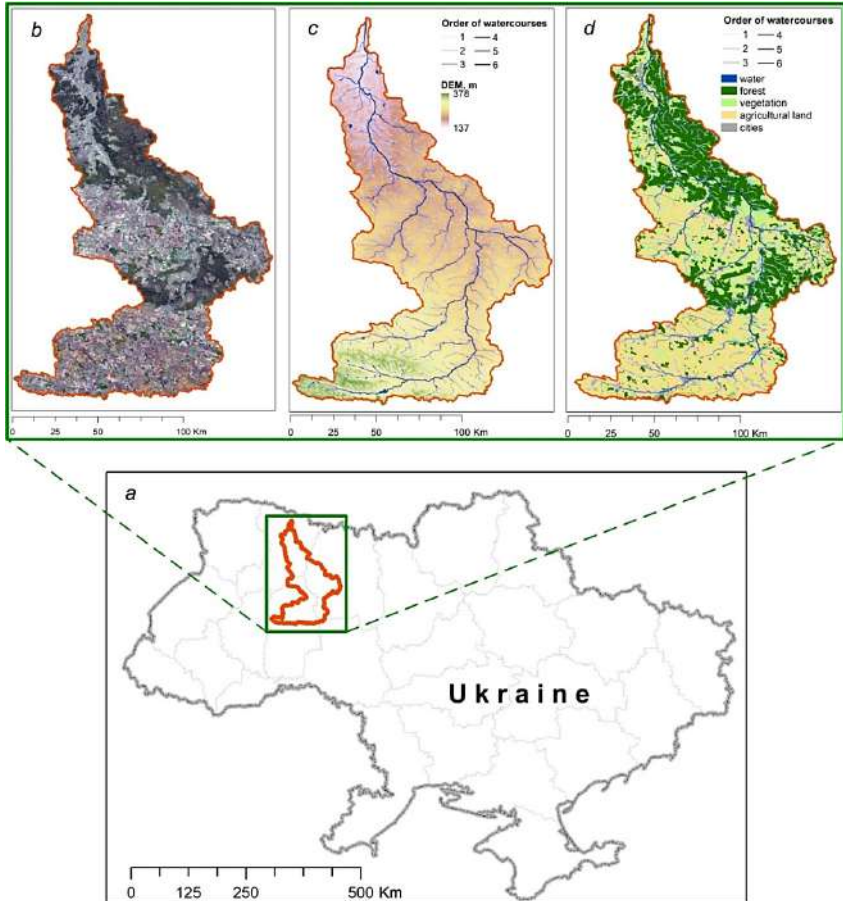 b
c
Order of watercourses
1 4
2 5
3 6
DEM, m
378
137
d
Order of watercourses
1 4
2 5
3 6
water
forest
vegetation
agricultural land
cities
0 50 100 Km
0 50 100 Km
0 25 50 100 Km
a
Ukraine
0 125 250 500 Km